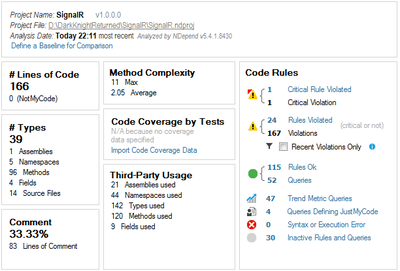 Project Name: SignalR v1.0.0.0
Project File: D:\DarkKnightReturned\SignalR\SignalR.ndproj
Analysis Date: Today 22:11 most recent Analyzed by NDepend v5.4.1.8430
Define a Baseline for Comparison
# Lines of Code
166
0 (NotMyCode)
# Types
39
1 Assemblies
5 Namespaces
96 Methods
4 Fields
14 Source Files
Comment
33.33%
83 Lines of Comment
Method Complexity
11 Max
2.05 Average
Code Coverage by Tests
N/A because no coverage
data specified
Import Code Coverage Data
Third-Party Usage
21 Assemblies used
44 Namespaces used
142 Types used
120 Methods used
9 Fields used
Code Rules
1 Critical Rule Violated
1 Critical Violation
24 Rules Violated
(critical or not)
167 Violations
Recent Violations Only
115 Rules Ok
52 Queries
47 Trend Metric Queries
4 Queries Defining JustMyCode
0 Syntax or Execution Error
30 Inactive Rules and Queries